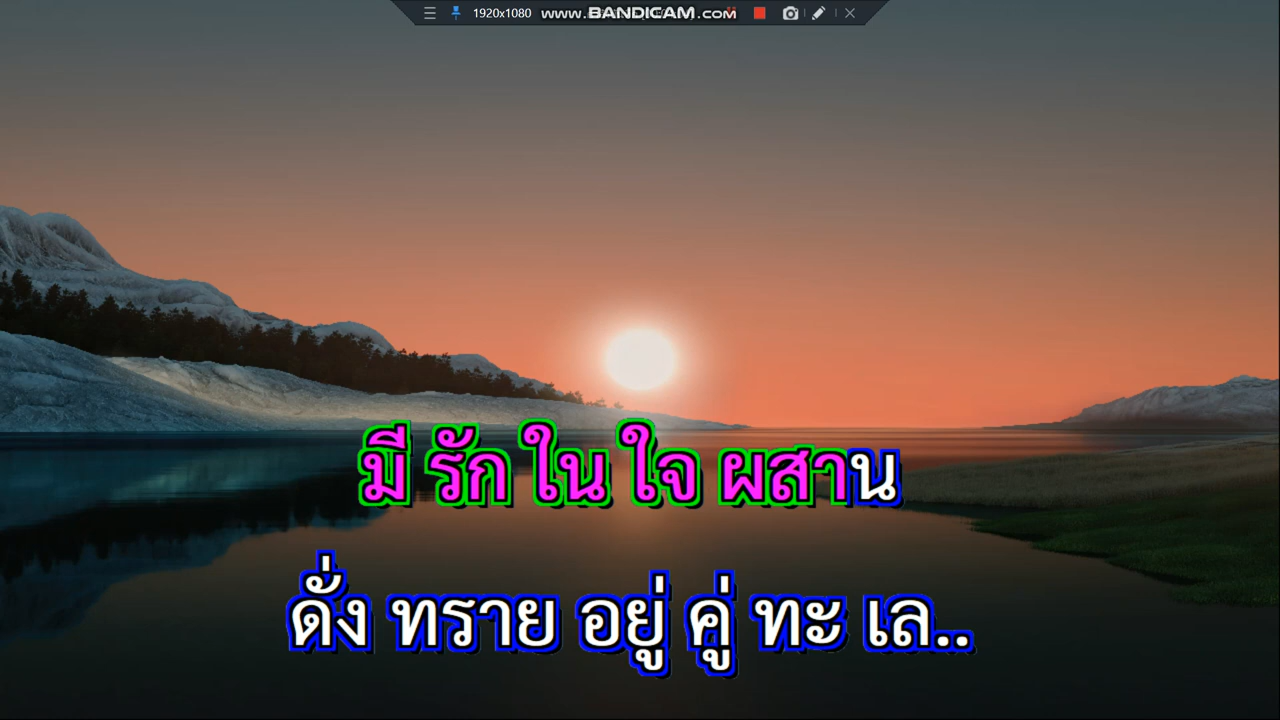 1920x1080 www.BANDICAM.com
มี รัก ใน ใจ ผสาน
ดั่ง ทราย อยู่ คู่ ทะ เล..